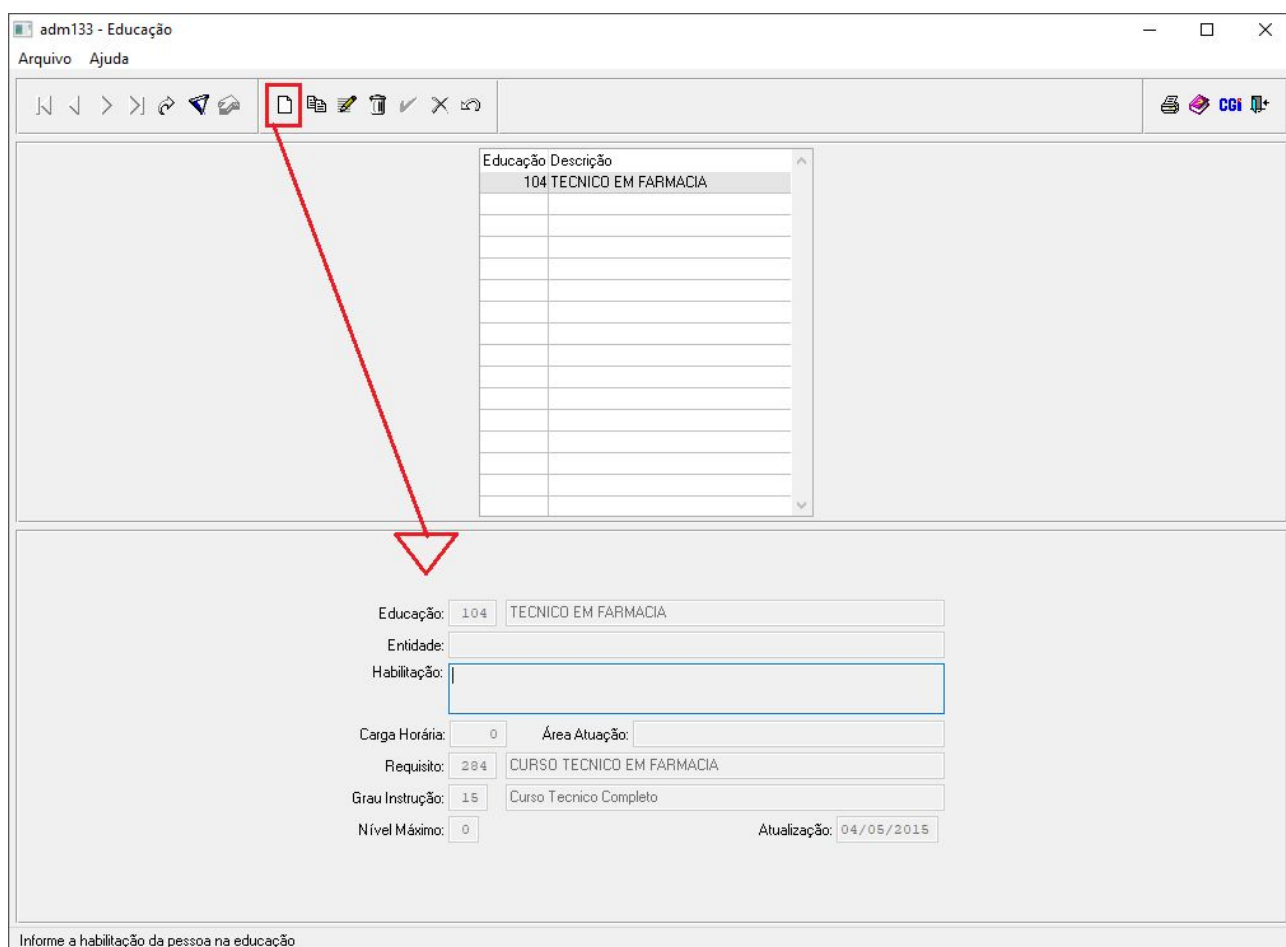 adm133 - Educação
Arquivo Ajuda
CGi
Educação Descrição
104 TECNICO EM FARMACIA
Educação: 104 TECNICO EM FARMACIA
Entidade:
Habilitação:
Carga Horária: 0 Área Atuação:
Requisito: 284 CURSO TECNICO EM FARMACIA
Grau Instrução: 15 Curso Tecnico Completo
Nível Máximo: 0 Atualização: 04/05/2015
Informe a habilitação da pessoa na educação